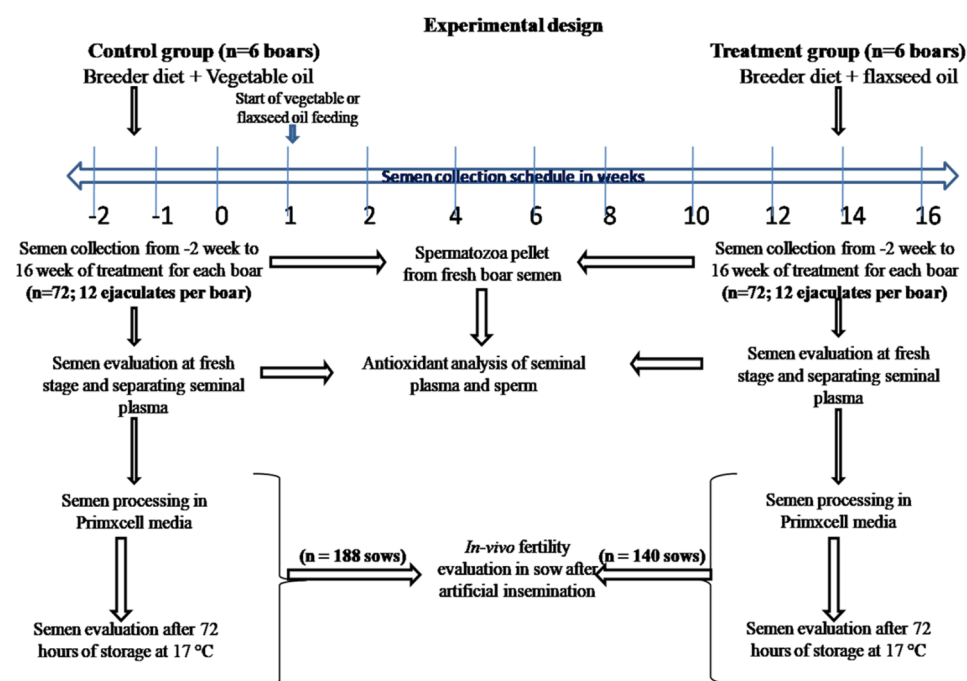 Experimental design
Control group (n=6 boars)
Breeder diet + Vegetable oil
Treatment group (n=6 boars)
Breeder diet + flaxseed oil
Start of vegetable or
flaxseed oil feeding
Semen collection schedule in weeks
-2 -1 0 1 2 4 6 8 10 12 14 16
Semen collection from -2 week to
16 week of treatment for each boar
(n=72; 12 ejaculates per boar)
Spermatozoa pellet
from fresh boar semen
Semen collection from -2 week to
16 week of treatment for each boar
(n=72; 12 ejaculates per boar)
Semen evaluation at fresh
stage and separating seminal
plasma
Antioxidant analysis of seminal
plasma and sperm
Semen evaluation at fresh
stage and separating seminal
plasma
Semen processing in
Primxcell media
(n = 188 sows)
In-vivo fertility
evaluation in sow after
artificial insemination
(n = 140 sows)
Semen processing in
Primxcell media
Semen evaluation after 72
hours of storage at 17 °C
Semen evaluation after 72
hours of storage at 17 °C